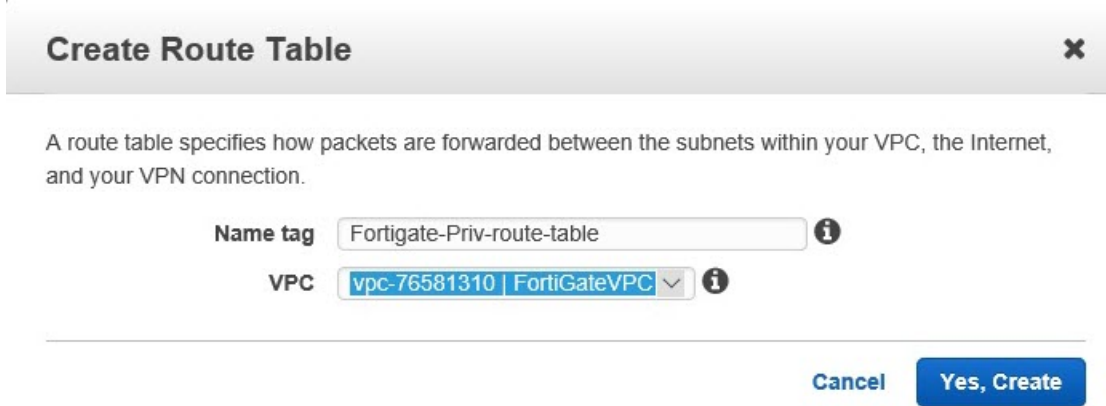 Create Route Table
A route table specifies how packets are forwarded between the subnets within your VPC, the Internet,
and your VPN connection.
Name tag Fortigate-Priv-route-table
VPC vpc-76581310 | FortiGateVPC
Cancel Yes, Create